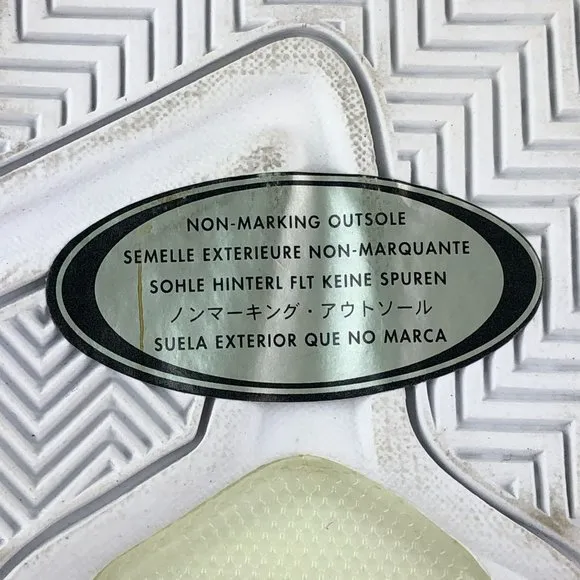 NON-MARKING OUTSOLE
SEMELLE EXTERIEURE NON-MARQUANTE
SOHLE HINTERL FLT KEINE SPUREN
ノンマーキング・アウトソール
SUELA EXTERIOR QUE NO MARCA